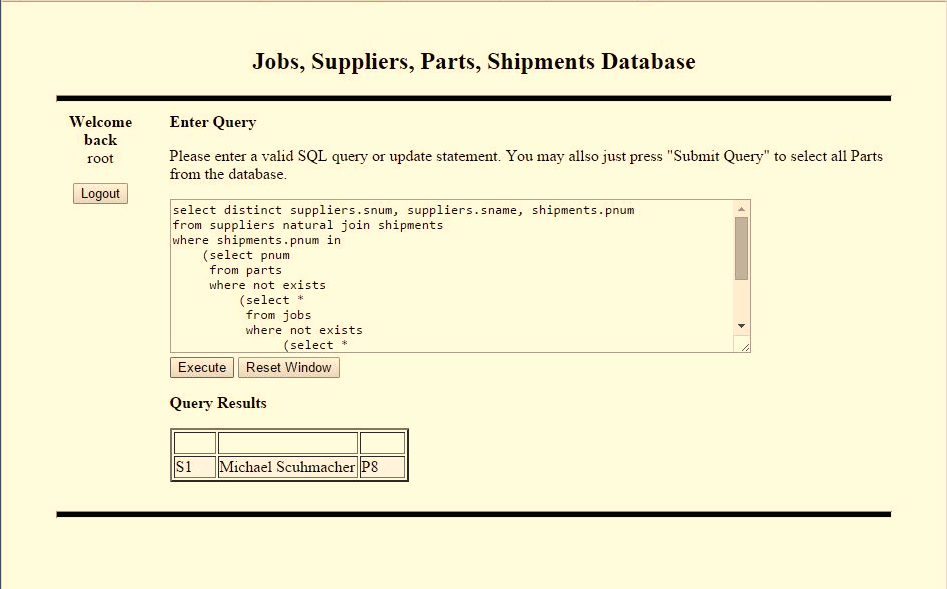 Jobs, Suppliers, Parts, Shipments Database
Welcome
back
root
Logout
Enter Query
Please enter a valid SQL query or update statement. You may allso just press "Submit Query" to select all Parts
from the database.
select distinct suppliers.snum, suppliers.sname, shipments.pnum
from suppliers natural join shipments
where shipments.pnum in
(select pnum
from parts
where not exists
(select *
from jobs
where not exists
(select *
Execute Reset Window
Query Results
S1 Michael Scuhmacher P8